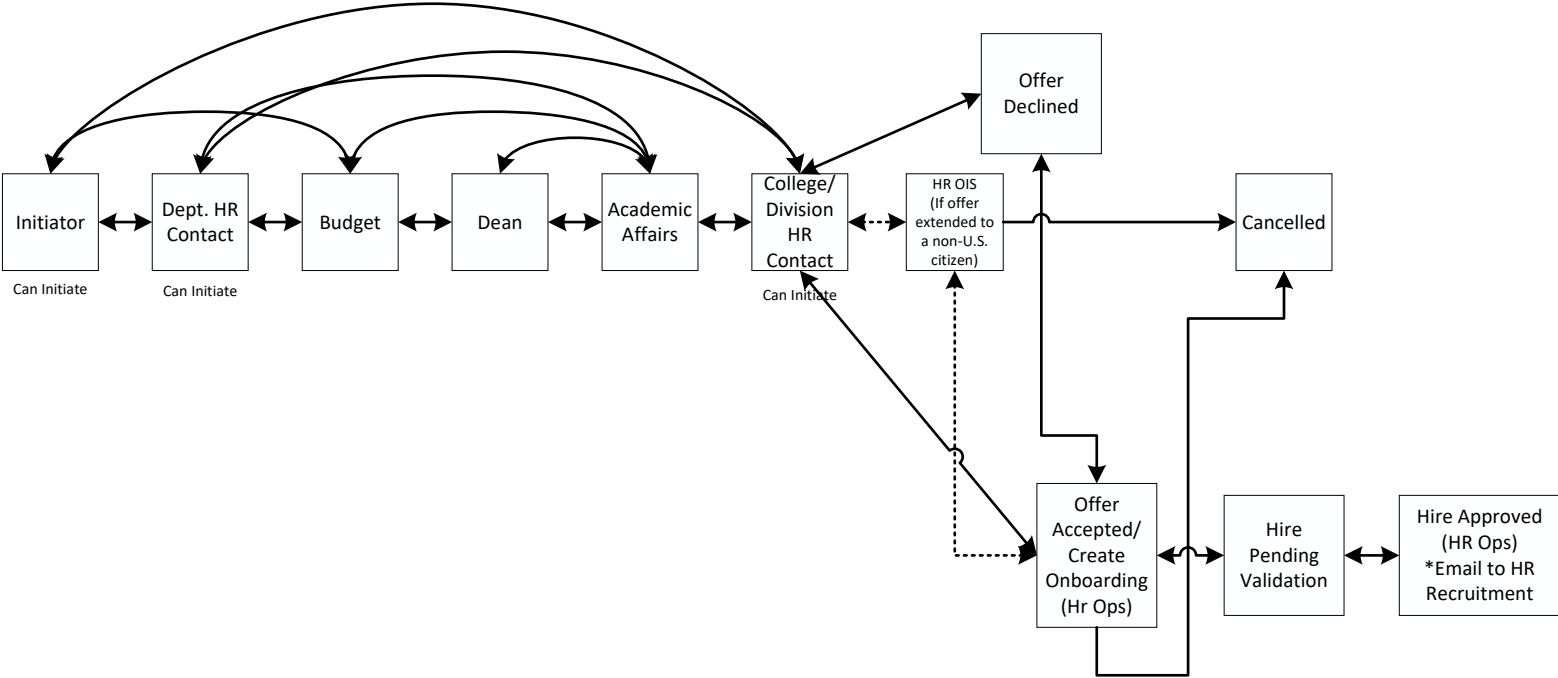 Offer
Declined
Initiator
Dept. HR
Contact
Budget
Dean
Academic
Affairs
College/
Division
HR
Contact
HR OIS
(If offer
extended to
a non-U.S.
citizen)
Cancelled
Can Initiate
Can Initiate
Can Initiate
Offer
Accepted/
Create
Onboarding
(Hr Ops)
Hire
Pending
Validation
Hire Approved
(HR Ops)
*Email to HR
Recruitment